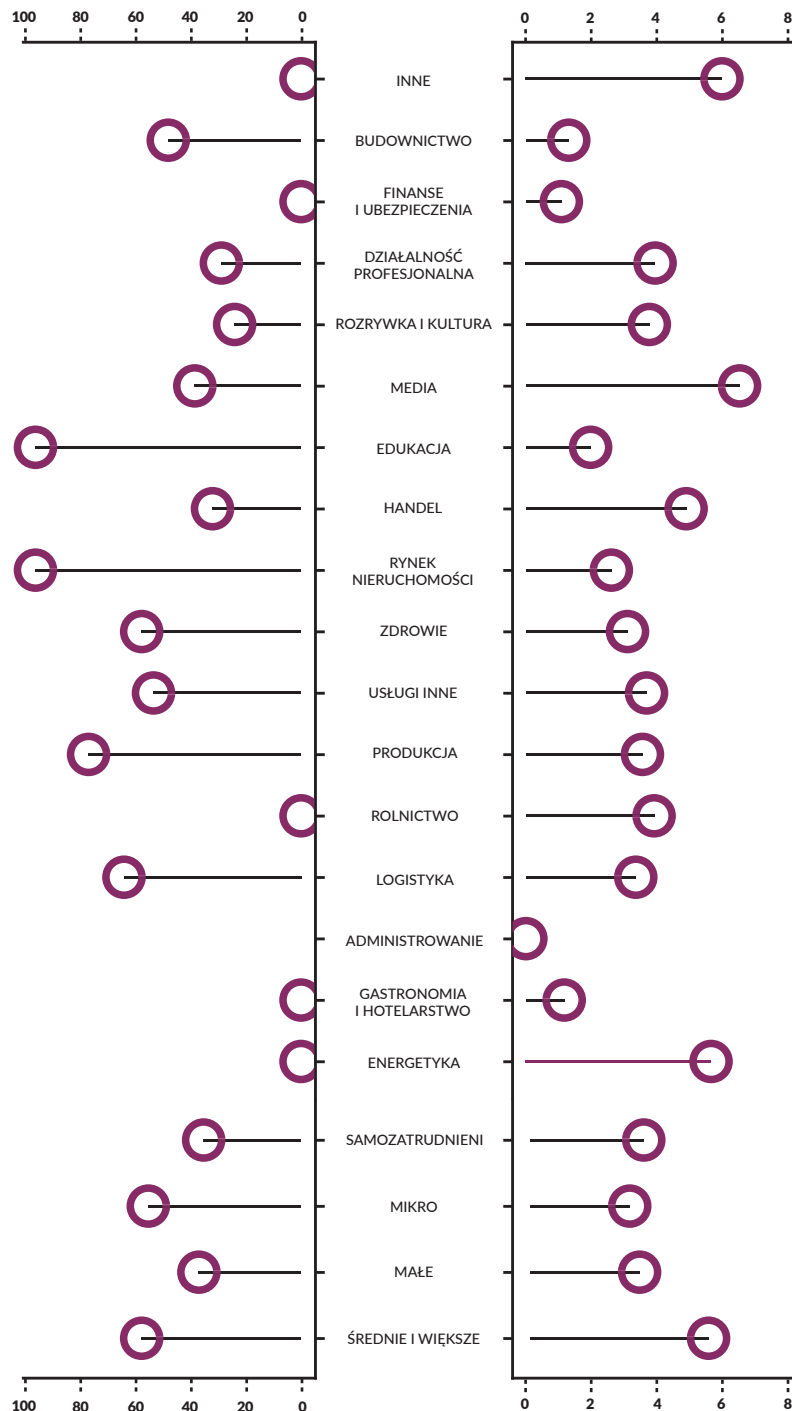 100 80 60 40 20 0
0 2 4 6 8
INNE
BUDOWNICTWO
FINANSE
I UBEZPIECZENIA
DZIAŁALNOŚĆ
PROFESJONALNA
ROZRYWKA I KULTURA
MEDIA
EDUKACJA
HANDEL
RYNEK
NIERUCHOMOŚCI
ZDROWIE
USŁUGI INNE
PRODUKCJA
ROLNICTWO
LOGISTYKA
ADMINISTROWANIE
GASTRONOMIA
I HOTELARSTWO
ENERGETYKA
SAMOZATRUDNIENI
MIKRO
MAŁE
ŚREDNIE I WIĘKSZE
100 80 60 40 20 0
0 2 4 6 8